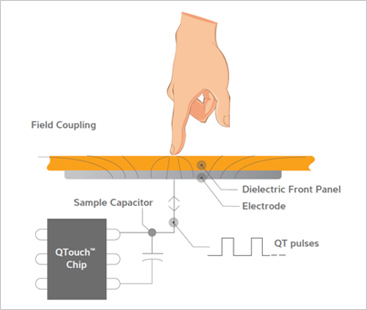 Field Coupling
Dielectric Front Panel
Electrode
Sample Capacitor
QTouch™
Chip
QT pulses